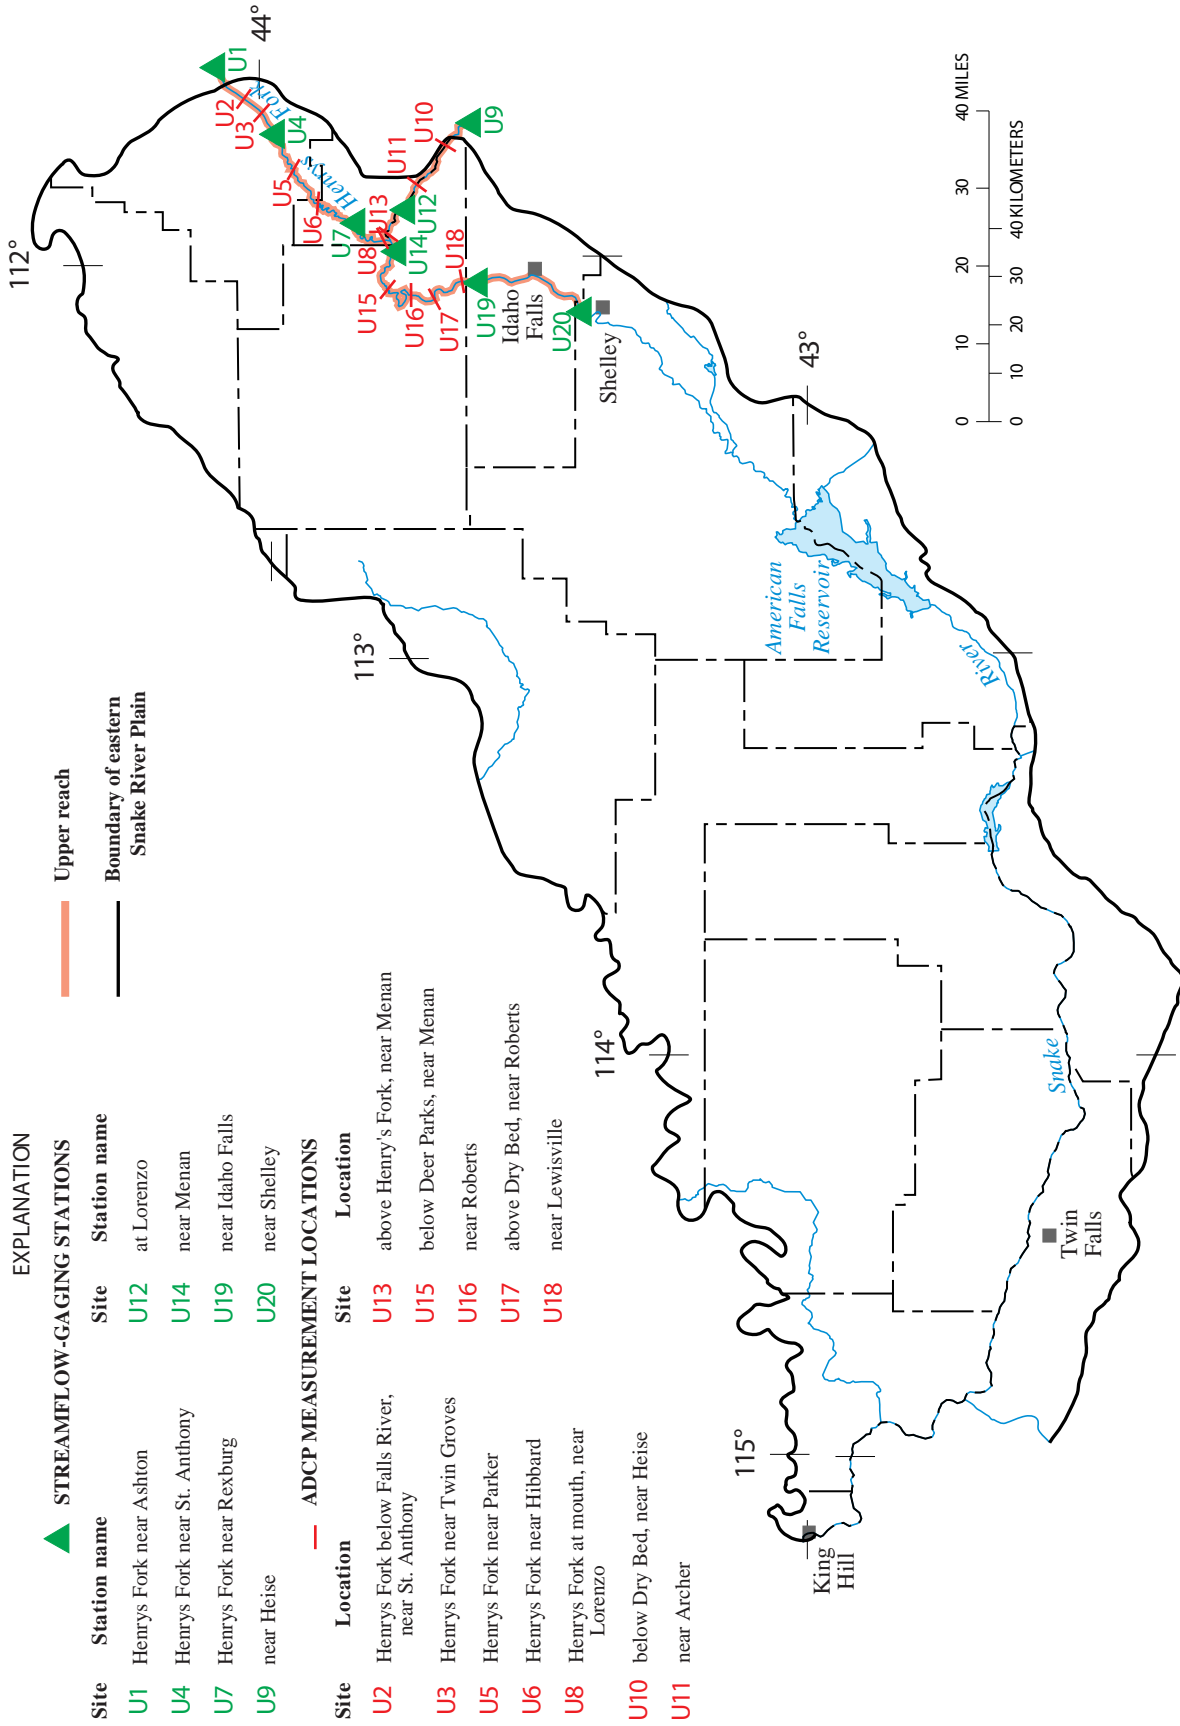 EXPLANATION
STREAMFLOW-GAGING STATIONS
Site Station name
U1 Henrys Fork near Ashton
U4 Henrys Fork near St. Anthony
U7 Henrys Fork near Rexburg
U9 near Heise
Site Station name
U12 at Lorenzo
U14 near Menan
U19 near Idaho Falls
U20 near Shelley
ADCP MEASUREMENT LOCATIONS
Site Location
U2 Henrys Fork below Falls River,
near St. Anthony
U3 Henrys Fork near Twin Groves
U5 Henrys Fork near Parker
U6 Henrys Fork near Hibbard
U8 Henrys Fork at mouth, near
Lorenzo
U10 below Dry Bed, near Heise
U11 near Archer
Site Location
U13 above Henry's Fork, near Menan
U15 below Deer Parks, near Menan
U16 near Roberts
U17 above Dry Bed, near Roberts
U18 near Lewisville
Upper reach
Boundary of eastern
Snake River Plain
112°
113°
114°
115°
44°
43°
U1
U2
U3
Fork
U4
U5
Henrys
U6
U7
U8
U13
U14
U12
U11
U10
U9
U15
U16
U17
U18
U19
Idaho
Falls
U20
Shelley
American
Falls
Reservoir
River
Snake
Twin
Falls
King
Hill
0 10 20 30 40 MILES
0 10 20 30 40 KILOMETERS